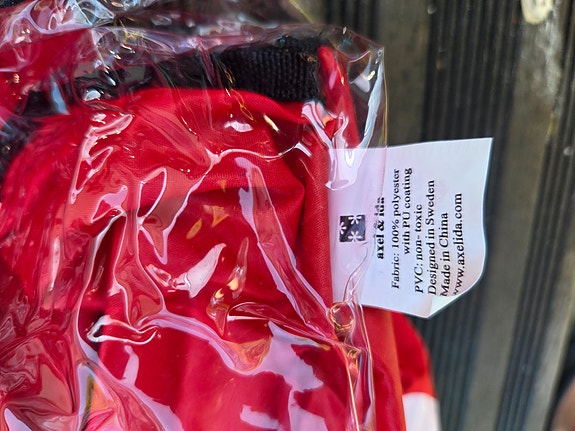 axel & ida
Fabric: 100% polyester
with PU coating
PVC: non- toxic
Designed in Sweden
Made in China
www.axelida.com